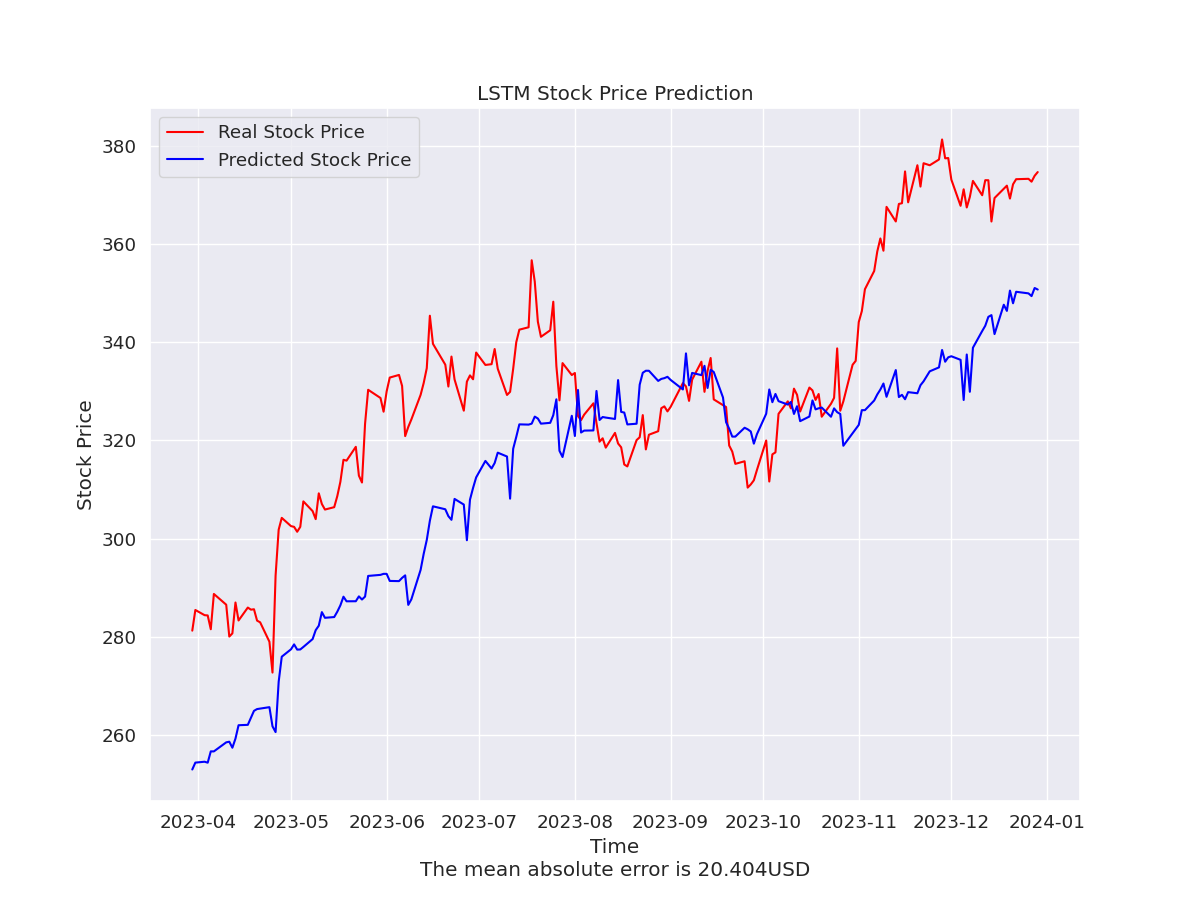 LSTM Stock Price Prediction
Real Stock Price
Predicted Stock Price
380
360
340
320
300
280
260
Stock Price
2023-04 2023-05 2023-06 2023-07 2023-08 2023-09 2023-10 2023-11 2023-12 2024-01
Time
The mean absolute error is 20.404USD